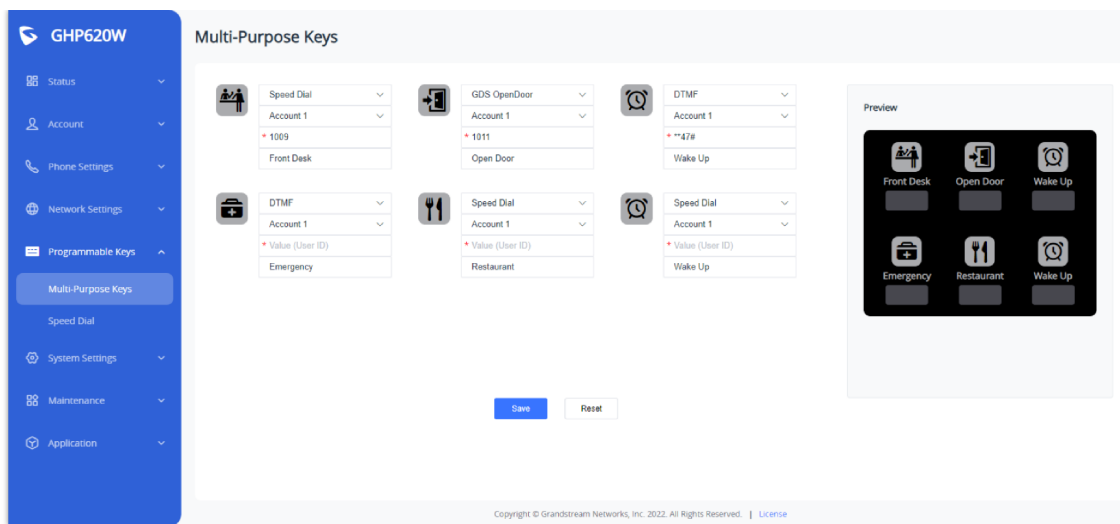 GHP620W
Status
Account
Phone Settings
Network Settings
Programmable Keys
Multi-Purpose Keys
Speed Dial
System Settings
Maintenance
Application
Multi-Purpose Keys
Speed Dial
Account 1
* 1009
Front Desk
GDS OpenDoor
Account 1
* 1011
Open Door
DTMF
Account 1
* **47#
Wake Up
DTMF
Account 1
* Value (User ID)
Emergency
Speed Dial
Account 1
* Value (User ID)
Restaurant
Speed Dial
Account 1
* Value (User ID)
Wake Up
Save Reset
Preview
Front Desk Open Door Wake Up
Emergency Restaurant Wake Up
Copyright © Grandstream Networks, Inc. 2022. All Rights Reserved. | License